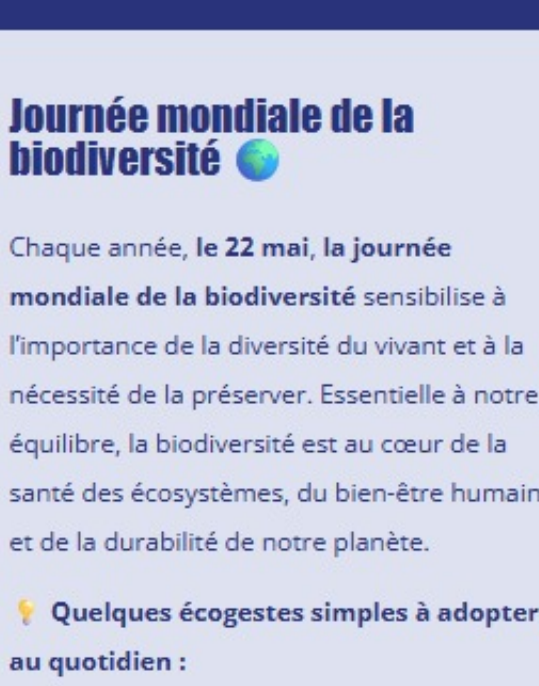 Journée mondiale de la
biodiversité 🌍
Chaque année, le 22 mai, la journée
mondiale de la biodiversité sensibilise à
l'importance de la diversité du vivant et à la
nécessité de la préserver. Essentielle à notre
équilibre, la biodiversité est au cœur de la
santé des écosystèmes, du bien-être humain
et de la durabilité de notre planète.
💡 Quelques écogestes simples à adopter
au quotidien :